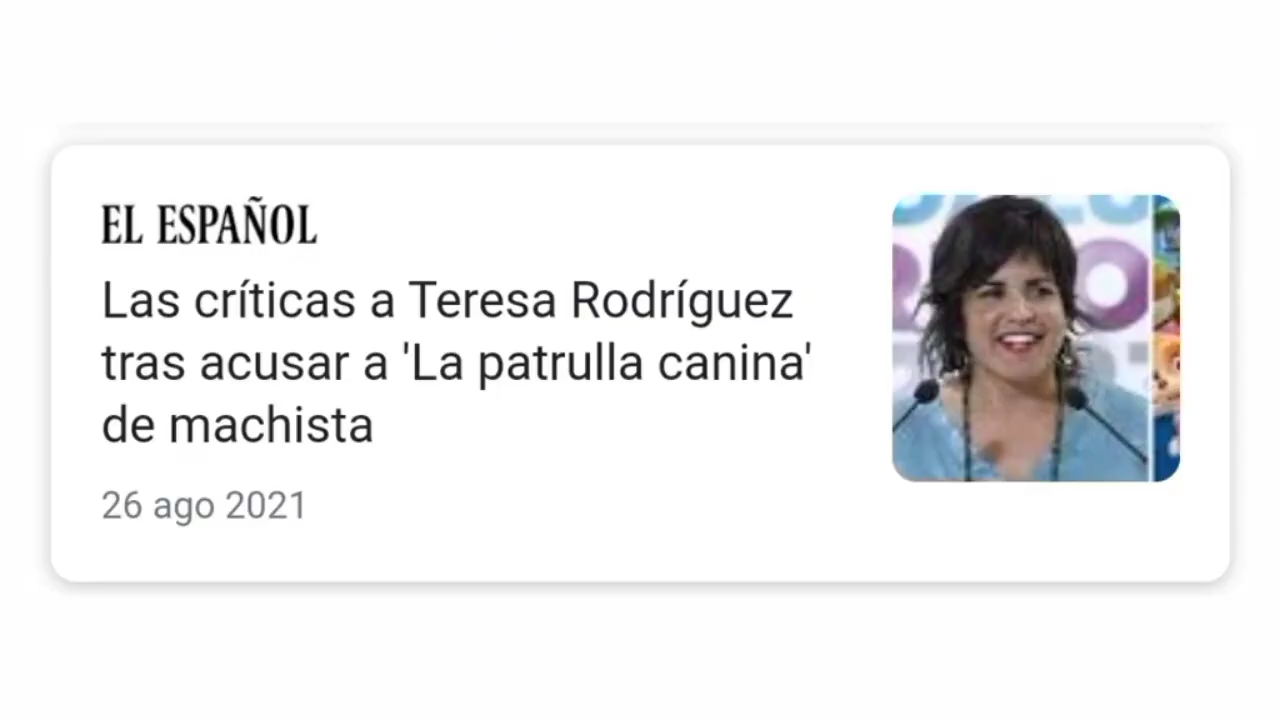 EL ESPAÑOL
Las críticas a Teresa Rodríguez
tras acusar a 'La patrulla canina'
de machista
26 ago 2021